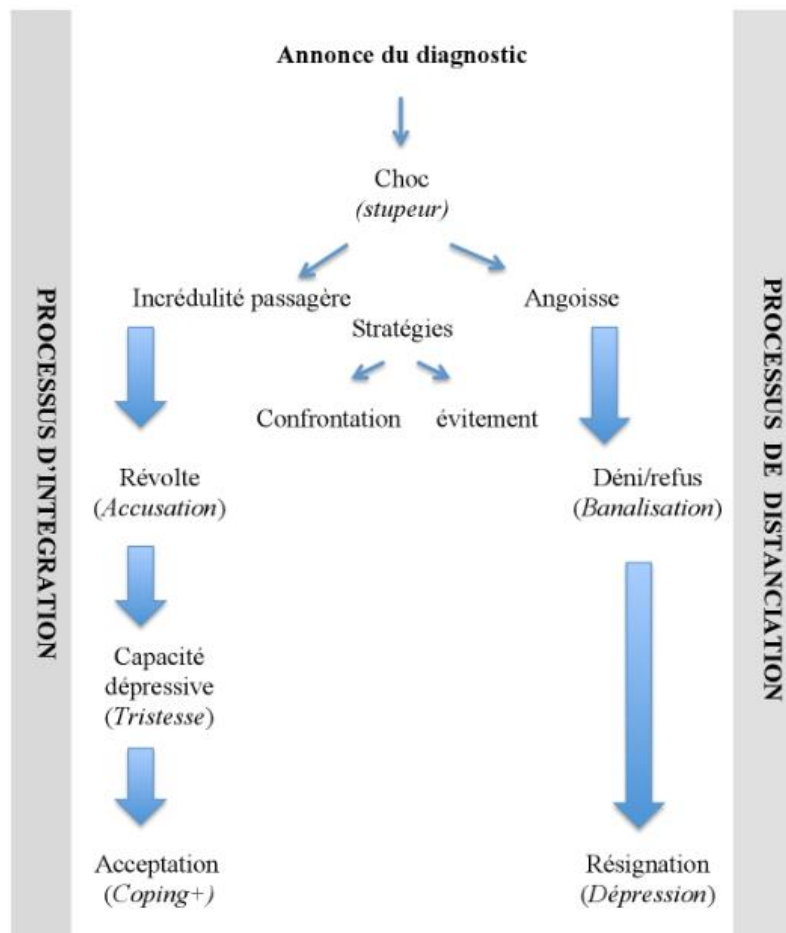 Annonce du diagnostic
Choc
(stupeur)
Incrédulité passagère
Angoisse
Stratégies
Confrontation
évitement
Révolte
(Accusation)
Déni/refus
(Banalisation)
Capacité
dépressive
(Tristesse)
Acceptation
(Coping+)
Résignation
(Dépression)
PROCESSUS D'INTEGRATION
PROCESSUS DE DISTANCIATION